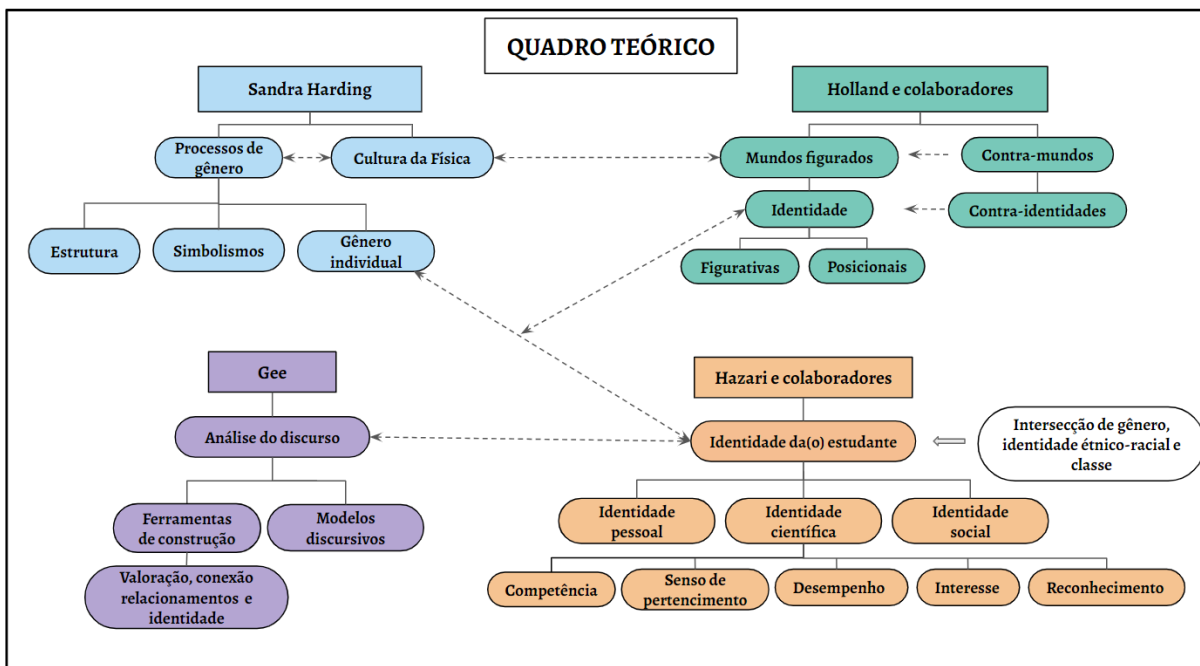 QUADRO TEÓRICO
Sandra Harding
Processos de
gênero
Cultura da Física
Estrutura
Simbolismos
Gênero
individual
Holland e colaboradores
Mundos figurados
Contra-mundos
Identidade
Contra-identidades
Figurativas
Posicionais
Gee
Análise do discurso
Ferramentas
de construção
Modelos
discursivos
Valoração, conexão
relacionamentos e
identidade
Hazari e colaboradores
Identidade da(o) estudante
Intersecção de gênero,
identidade étnico-racial e
classe
Identidade
pessoal
Identidade
científica
Identidade
social
Competência
Senso de
pertencimento
Desempenho
Interesse
Reconhecimento